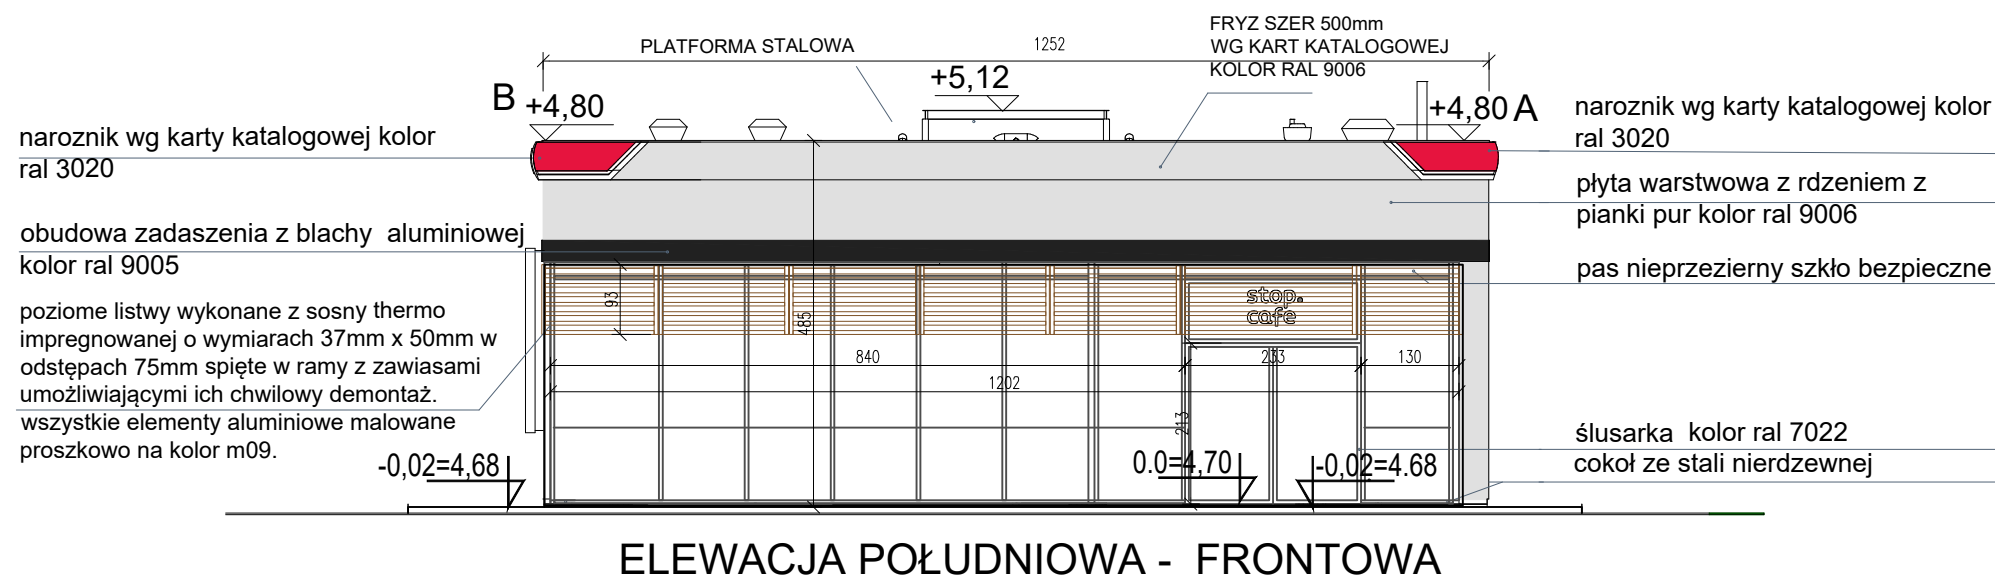 FRYZ SZER 500mm
WG KART KATALOGOWEJ
KOLOR RAL 9006
PLATFORMA STALOWA
1252
+5,12
B
+4,80
+4,80
A
naroznik wg karty katalogowej kolor
ral 3020
naroznik wg karty katalogowej kolor
ral 3020
płyta warstwowa z rdzeniem z
pianki pur kolor ral 9006
obudowa zadaszenia z blachy aluminiowej
kolor ral 9005
pas nieprzezierny szkło bezpieczne
poziome listwy wykonane z sosny thermo
impregnowanej o wymiarach 37mm x 50mm w
odstępach 75mm spięte w ramy z zawiasami
umożliwiającymi ich chwilowy demontaż.
wszystkie elementy aluminiowe malowane
proszkowo na kolor m09.
93
485
stop.
cafe
840
233
130
1202
213
-0,02=4,68
0.0=4,70
-0,02=4.68
ślusarka kolor ral 7022
cokoł ze stali nierdzewnej
ELEWACJA POŁUDNIOWA - FRONTOWA